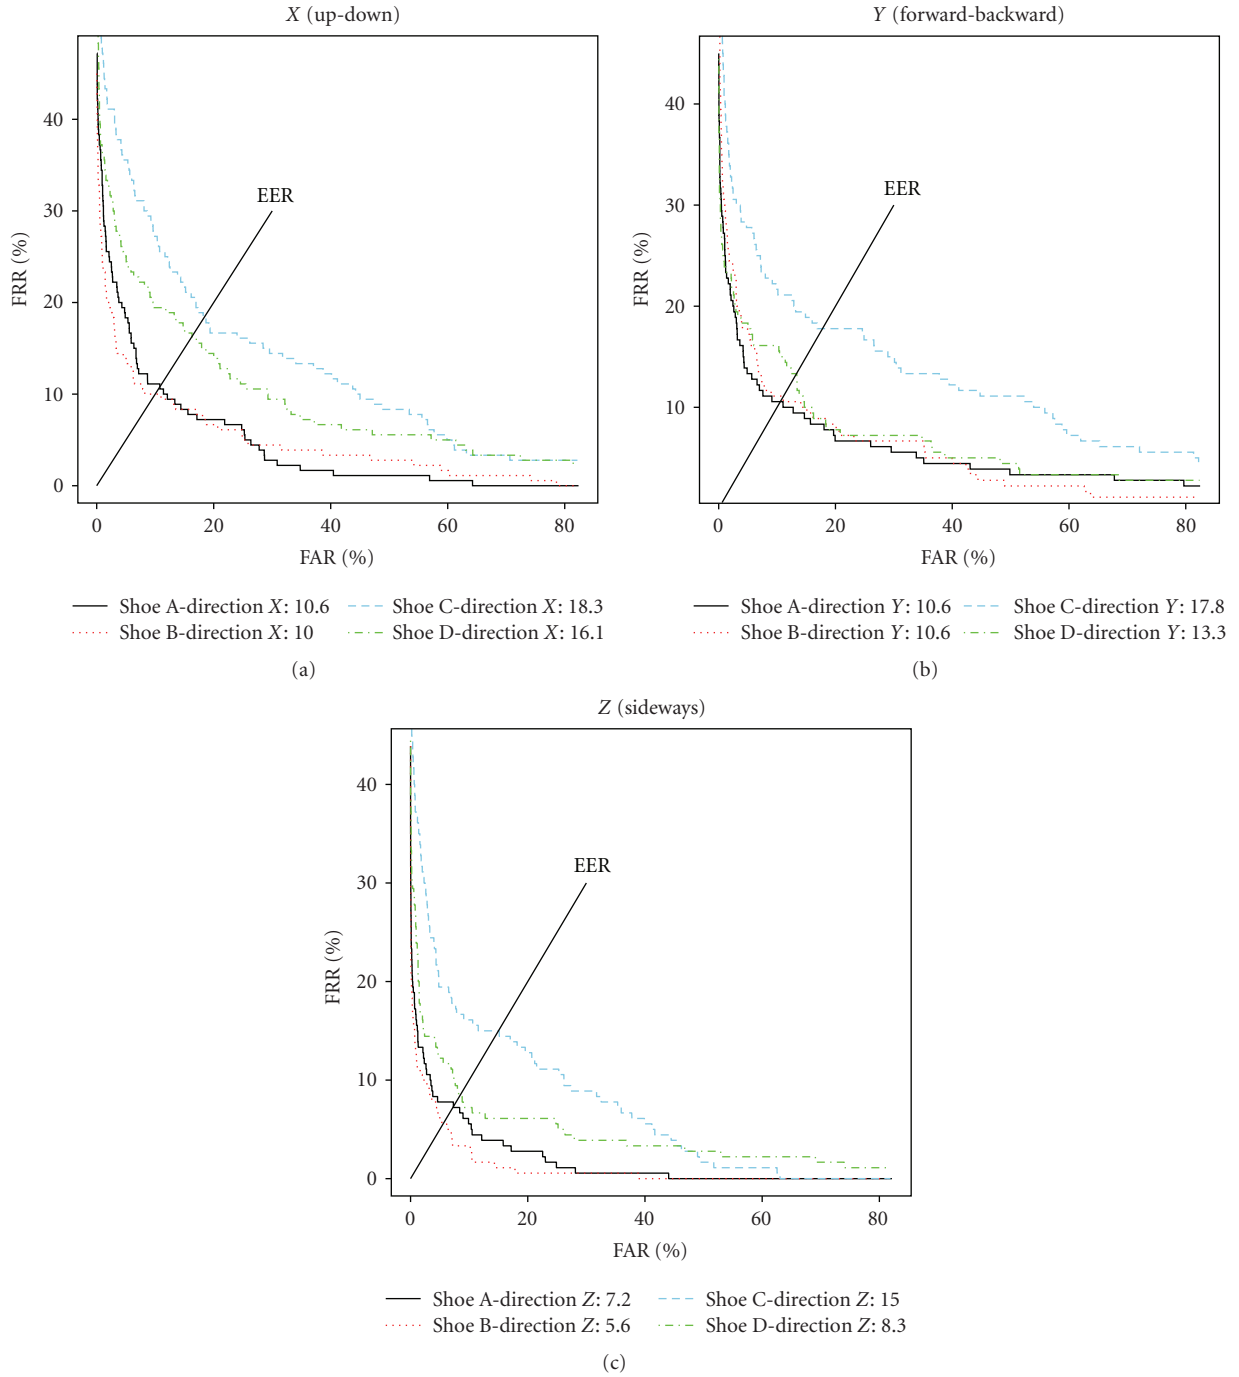 X (up-down)
EER
FRR (%)
40
30
20
10
0
0 20 40 60 80
FAR (%)
Shoe A-direction X: 10.6
Shoe B-direction X: 10
Shoe C-direction X: 18.3
Shoe D-direction X: 16.1
(a)
Y (forward-backward)
EER
FRR (%)
40
30
20
10
0 20 40 60 80
FAR (%)
Shoe A-direction Y: 10.6
Shoe B-direction Y: 10.6
Shoe C-direction Y: 17.8
Shoe D-direction Y: 13.3
(b)
Z (sideways)
EER
FRR (%)
40
30
20
10
0
0 20 40 60 80
FAR (%)
Shoe A-direction Z: 7.2
Shoe B-direction Z: 5.6
Shoe C-direction Z: 15
Shoe D-direction Z: 8.3
(c)